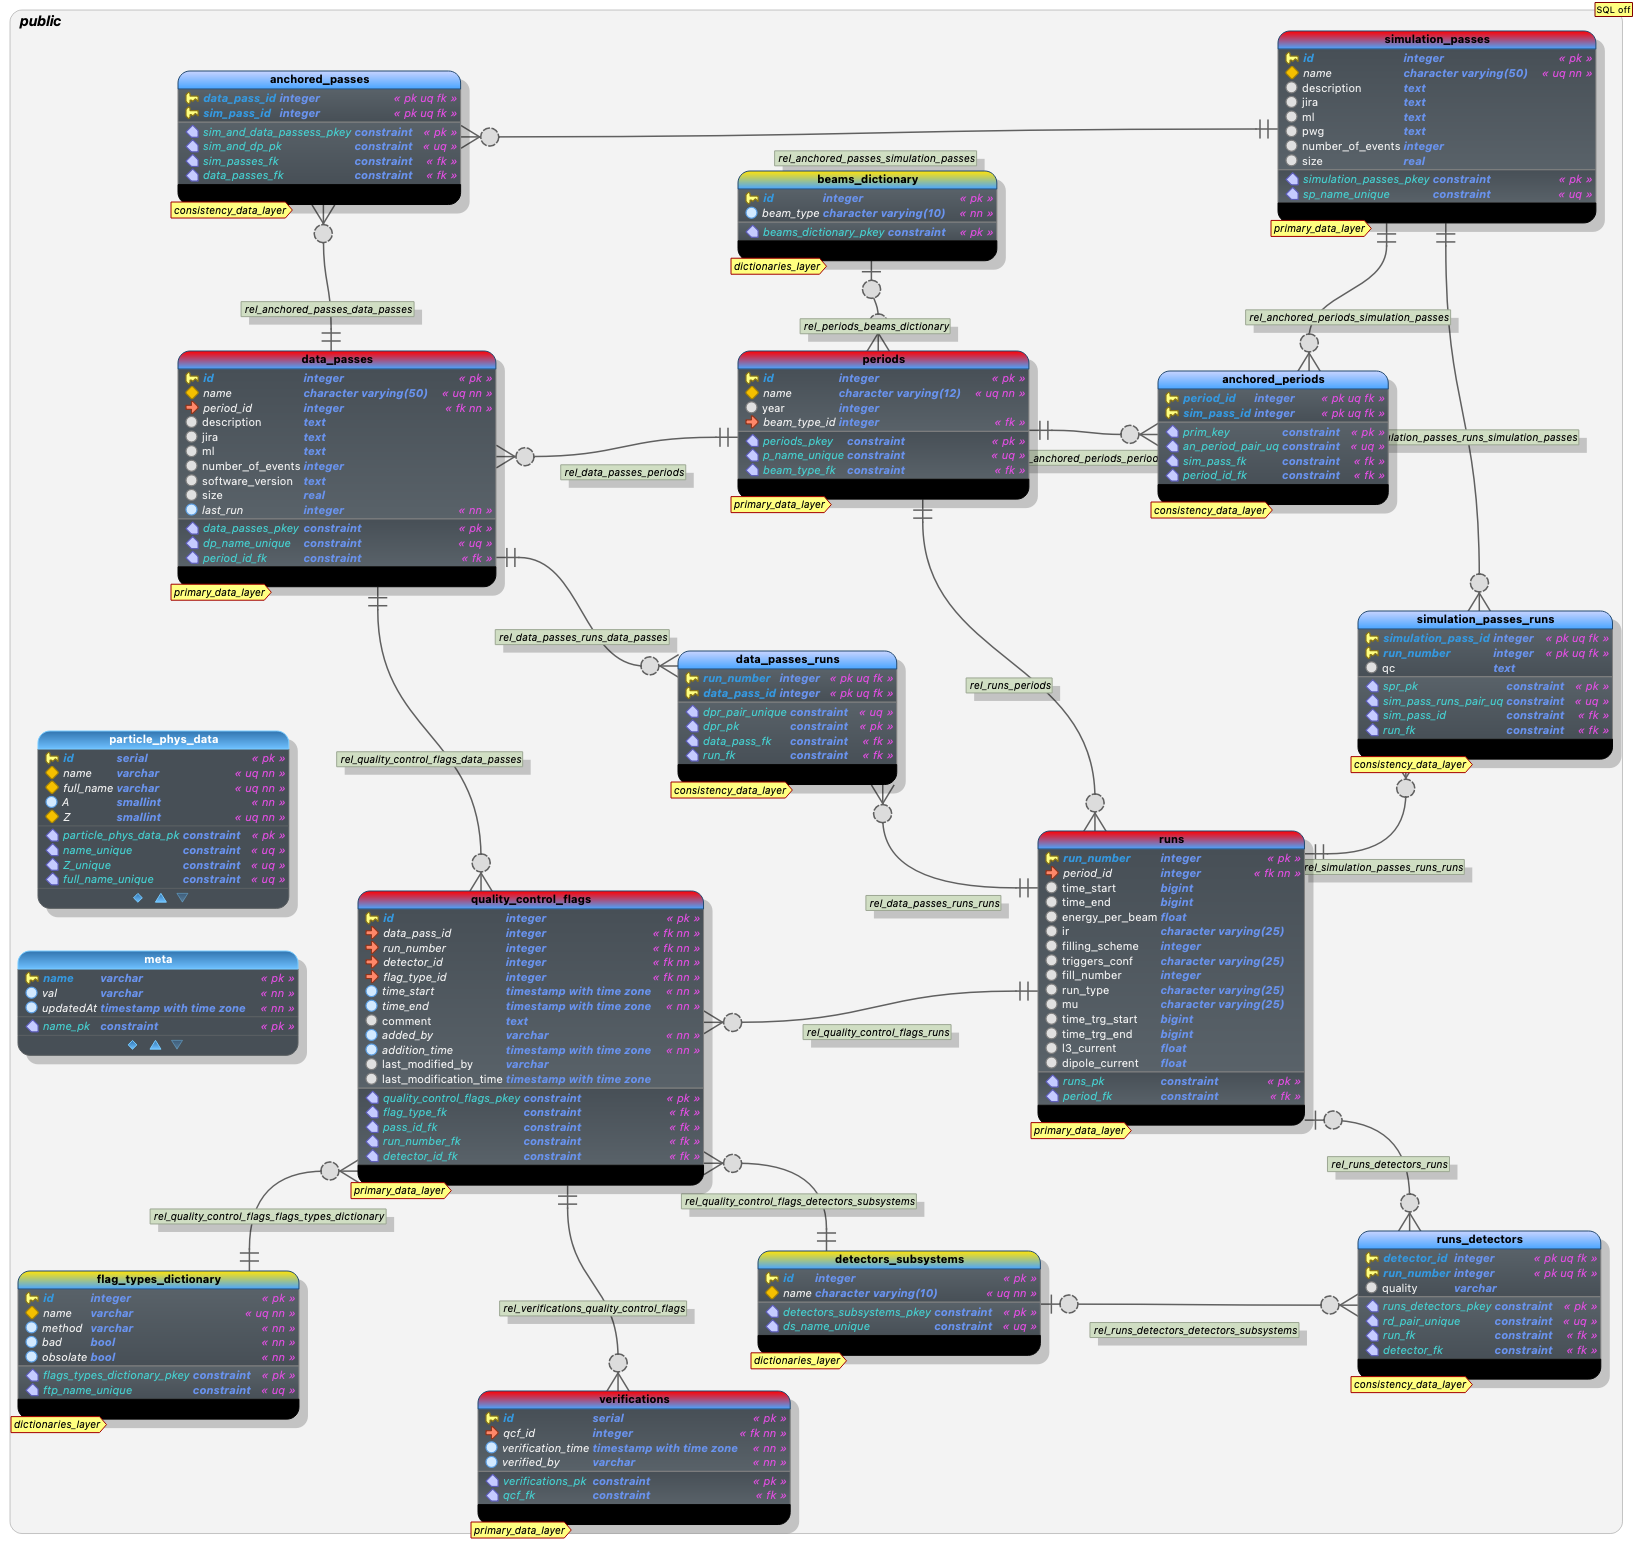 public
SQL off
simulation_passes
id integer « pk »
name character varying(50) « uq nn »
description text
jira text
ml text
pwg text
number_of_events integer
size real
simulation_passes_pkey constraint « pk »
sp_name_unique constraint « uq »
primary_data_layer
anchored_passes
data_pass_id integer « pk uq fk »
sim_pass_id integer « pk uq fk »
sim_and_data_passess_pkey constraint « pk »
sim_and_dp_pk constraint « uq »
sim_passes_fk constraint « fk »
data_passes_fk constraint « fk »
consistency_data_layer
rel_anchored_passes_simulation_passes
beams_dictionary
id integer « pk »
beam_type character varying(10) « nn »
beams_dictionary_pkey constraint « pk »
dictionaries_layer
rel_anchored_passes_data_passes
rel_periods_beams_dictionary
rel_anchored_periods_simulation_passes
data_passes
id integer « pk »
name character varying(50) « uq nn »
period_id integer « fk nn »
description text
jira text
ml text
number_of_events integer
software_version text
size real
last_run integer « nn »
data_passes_pkey constraint « pk »
dp_name_unique constraint « uq »
period_id_fk constraint « fk »
primary_data_layer
periods
id integer « pk »
name character varying(12) « uq nn »
year integer
beam_type_id integer « fk »
periods_pkey constraint « pk »
p_name_unique constraint « uq »
beam_type_fk constraint « fk »
primary_data_layer
anchored_periods
period_id integer « pk uq fk »
sim_pass_id integer « pk uq fk »
prim_key constraint « pk »
an_period_pair_uq constraint « uq »
sim_pass_fk constraint « fk »
period_id_fk constraint « fk »
consistency_data_layer
lation_passes_runs_simulation_passes
_anchored_periods_period
rel_data_passes_periods
rel_data_passes_runs_data_passes
data_passes_runs
run_number integer « pk uq fk »
data_pass_id integer « pk uq fk »
dpr_pair_unique constraint « uq »
dpr_pk constraint « pk »
data_pass_fk constraint « fk »
run_fk constraint « fk »
consistency_data_layer
rel_runs_periods
simulation_passes_runs
simulation_pass_id integer « pk uq fk »
run_number integer « pk uq fk »
qc text
spr_pk constraint « pk »
sim_pass_runs_pair_uq constraint « uq »
sim_pass_id constraint « fk »
run_fk constraint « fk »
consistency_data_layer
particle_phys_data
id serial « pk »
name varchar « uq nn »
full_name varchar « uq nn »
A smallint « nn »
Z smallint « uq nn »
particle_phys_data_pk constraint « pk »
name_unique constraint « uq »
Z_unique constraint « uq »
full_name_unique constraint « uq »
rel_quality_control_flags_data_passes
runs
run_number integer « pk »
period_id integer « fk nn »
time_start bigint
time_end bigint
energy_per_beam float
ir character varying(25)
filling_scheme integer
triggers_conf character varying(25)
fill_number integer
run_type character varying(25)
mu character varying(25)
time_trg_start bigint
time_trg_end bigint
l3_current float
dipole_current float
runs_pk constraint « pk »
period_fk constraint « fk »
primary_data_layer
rel_simulation_passes_runs_runs
rel_data_passes_runs_runs
quality_control_flags
id integer « pk »
data_pass_id integer « fk nn »
run_number integer « fk nn »
detector_id integer « fk nn »
flag_type_id integer « fk nn »
time_start timestamp with time zone « nn »
time_end timestamp with time zone « nn »
comment text
added_by varchar « nn »
addition_time timestamp with time zone « nn »
last_modified_by varchar
last_modification_time timestamp with time zone
quality_control_flags_pkey constraint « pk »
flag_type_fk constraint « fk »
pass_id_fk constraint « fk »
run_number_fk constraint « fk »
detector_id_fk constraint « fk »
primary_data_layer
meta
name varchar « pk »
val varchar « nn »
updatedAt timestamp with time zone « nn »
name_pk constraint « pk »
rel_quality_control_flags_runs
rel_runs_detectors_runs
rel_quality_control_flags_detectors_subsystems
rel_quality_control_flags_flags_types_dictionary
flag_types_dictionary
id integer « pk »
name varchar « uq nn »
method varchar « nn »
bad bool « nn »
obsolate bool « nn »
flags_types_dictionary_pkey constraint « pk »
ftp_name_unique constraint « uq »
dictionaries_layer
detectors_subsystems
id integer « pk »
name character varying(10) « uq nn »
detectors_subsystems_pkey constraint « pk »
ds_name_unique constraint « uq »
dictionaries_layer
runs_detectors
detector_id integer « pk uq fk »
run_number integer « pk uq fk »
quality varchar
runs_detectors_pkey constraint « pk »
rd_pair_unique constraint « uq »
run_fk constraint « fk »
detector_fk constraint « fk »
consistency_data_layer
rel_verifications_quality_control_flags
rel_runs_detectors_detectors_subsystems
verifications
id serial « pk »
qcf_id integer « fk nn »
verification_time timestamp with time zone « nn »
verified_by varchar « nn »
verifications_pk constraint « pk »
qcf_fk constraint « fk »
primary_data_layer